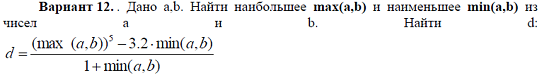 Вариант 12. . Дано a,b. Найти наибольшее max(a,b) и наименьшее min(a,b) из
чисел a и b. Найти d:
d = ((max (a,b))^5 − 3.2·min(a,b)) / (1 + min(a,b))